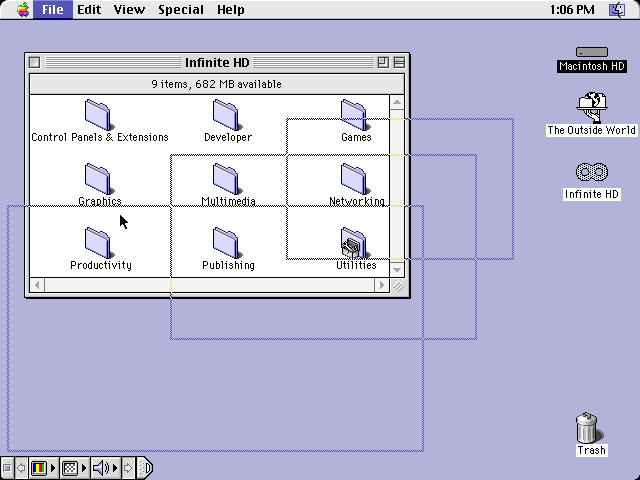 File Edit View Special Help 1:06 PM
Infinite HD
9 items, 682 MB available
Control Panels & Extensions Developer Games
Graphics Multimedia Networking
Productivity Publishing Utilities
Macintosh HD
The Outside World
Infinite HD
Trash